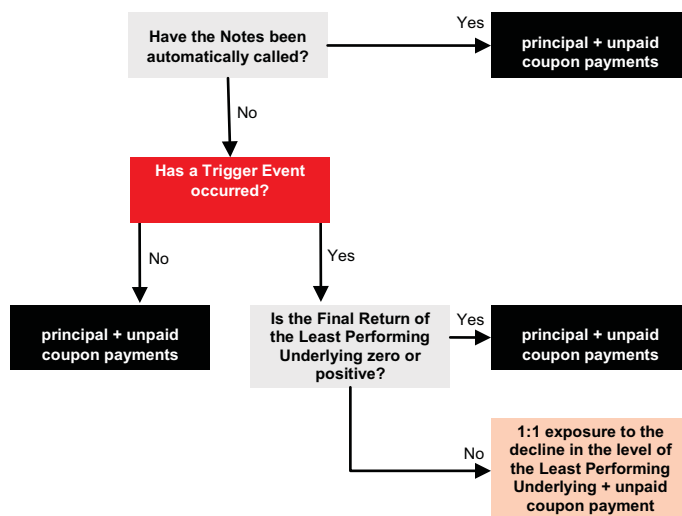 Have the Notes been
automatically called?
Yes
principal + unpaid
coupon payments
No
Has a Trigger Event
occurred?
No
Yes
principal + unpaid
coupon payments
Is the Final Return of
the Least Performing
Underlying zero or
positive?
Yes
principal + unpaid
coupon payments
No
1:1 exposure to the
decline in the level of
the Least Performing
Underlying + unpaid
coupon payment